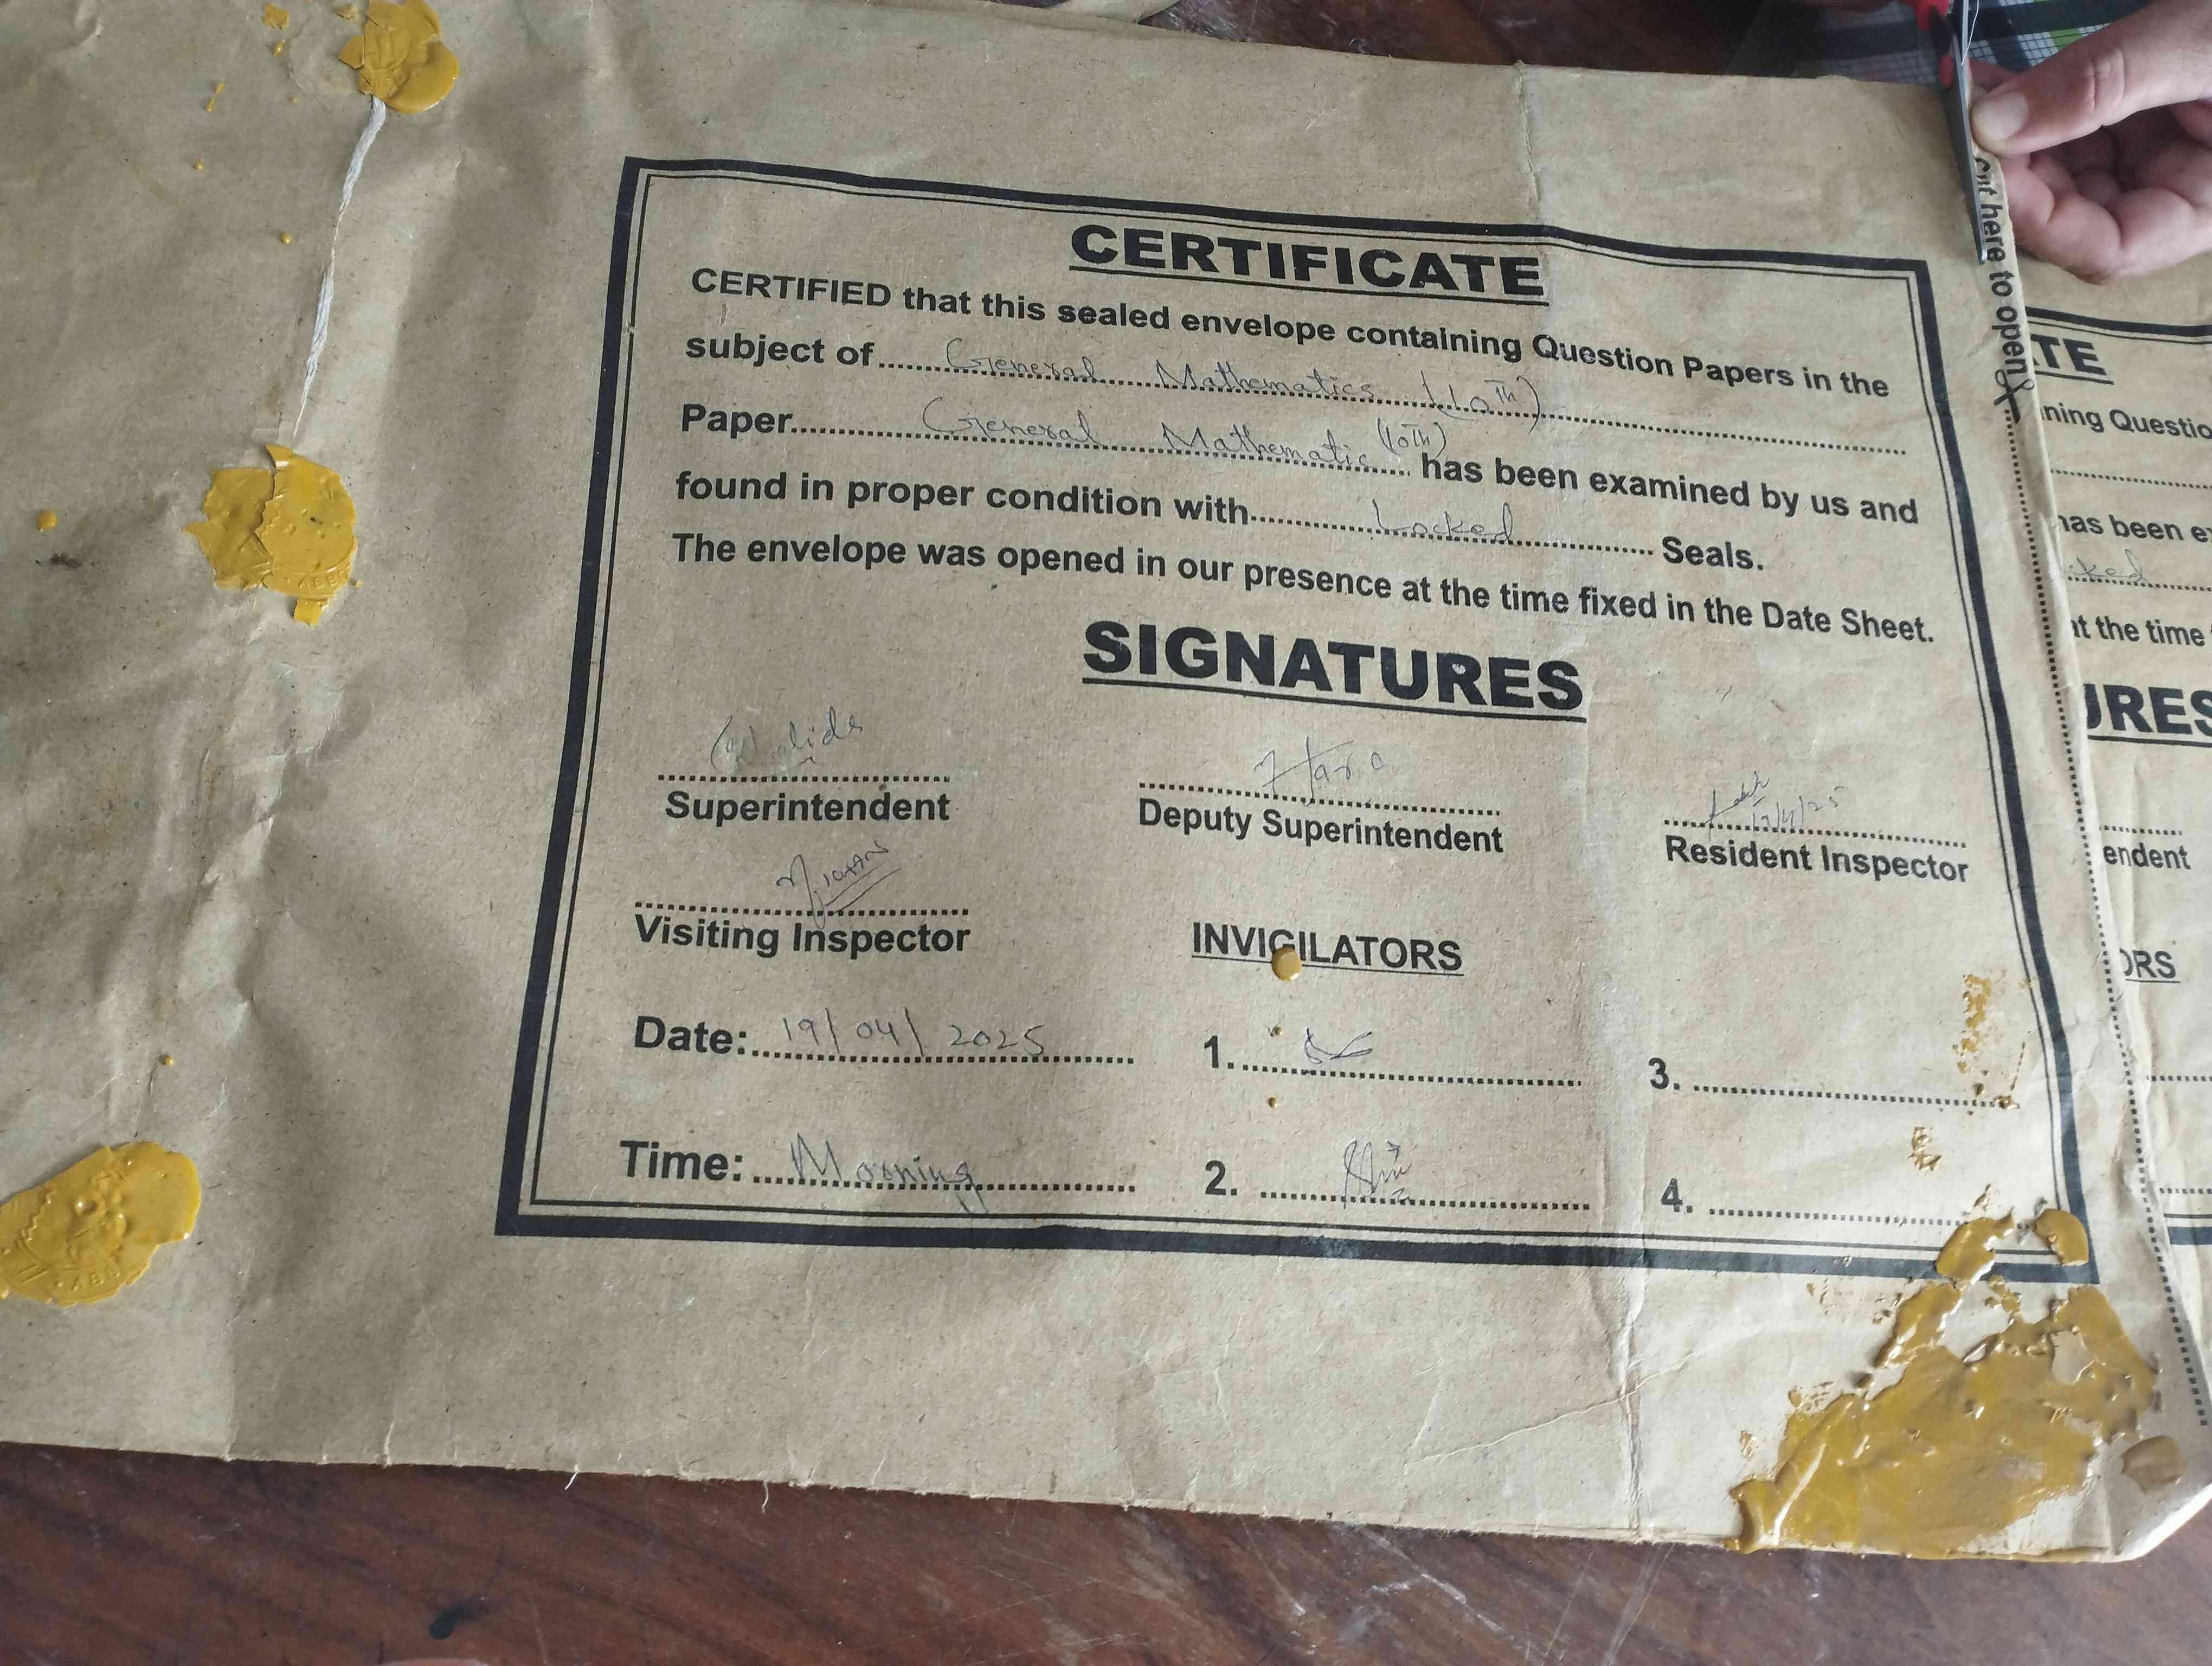 CERTIFICATE
CERTIFIED that this sealed envelope containing Question Papers in the
subject of General Mathematics (10Th)
Paper General Mathematic (10Th) has been examined by us and
found in proper condition with Locked Seals.
The envelope was opened in our presence at the time fixed in the Date Sheet.
SIGNATURES
Superintendent
Deputy Superintendent
Resident Inspector
Visiting Inspector
INVIGILATORS
Date: 19/04/2025
1.
3.
Time: Morning
2.
4.
Cut here to open
TE
ning Questio
has been e
ked
at the time
URES
endent
ORS
ABB